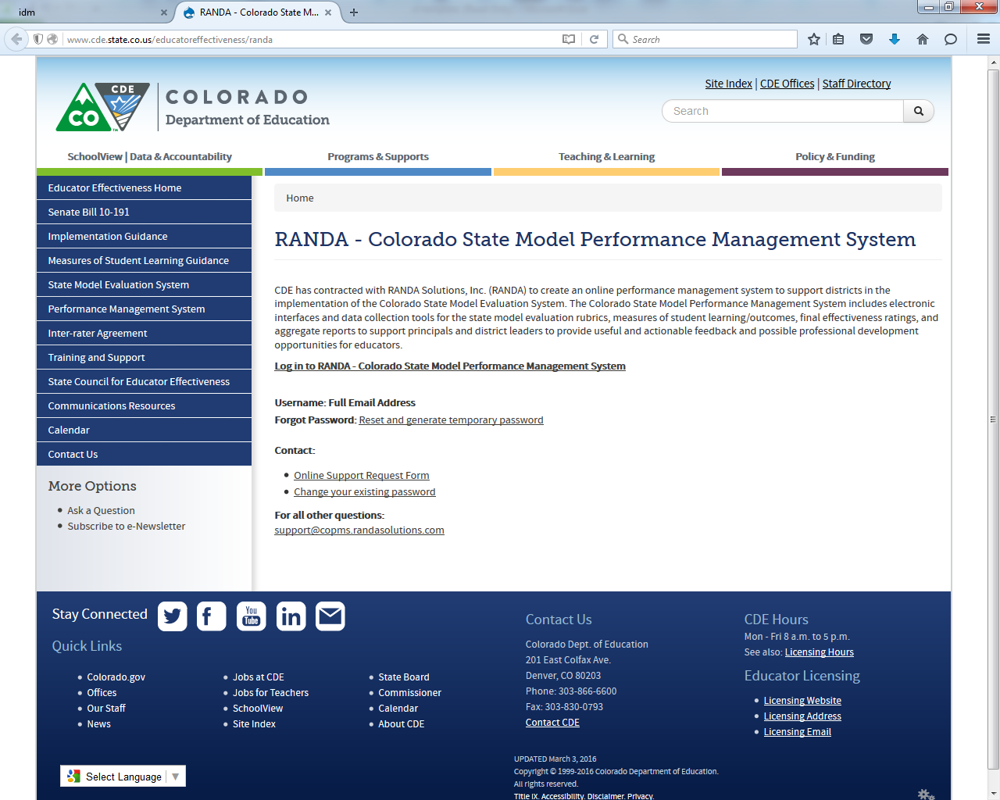 idm
RANDA - Colorado State M...
www.cde.state.co.us/educatoreffectiveness/randa
Search
Site Index | CDE Offices | Staff Directory
CDE
CO
TM
COLORADO
Department of Education
Search
SchoolView | Data & Accountability
Programs & Supports
Teaching & Learning
Policy & Funding
Educator Effectiveness Home
Senate Bill 10-191
Implementation Guidance
Measures of Student Learning Guidance
State Model Evaluation System
Performance Management System
Inter-rater Agreement
Training and Support
State Council for Educator Effectiveness
Communications Resources
Calendar
Contact Us
More Options
Ask a Question
Subscribe to e-Newsletter
Home
RANDA - Colorado State Model Performance Management System
CDE has contracted with RANDA Solutions, Inc. (RANDA) to create an online performance management system to support districts in the
implementation of the Colorado State Model Evaluation System. The Colorado State Model Performance Management System includes electronic
interfaces and data collection tools for the state model evaluation rubrics, measures of student learning/outcomes, final effectiveness ratings, and
aggregate reports to support principals and district leaders to provide useful and actionable feedback and possible professional development
opportunities for educators.
Log in to RANDA - Colorado State Model Performance Management System
Username: Full Email Address
Forgot Password: Reset and generate temporary password
Contact:
Online Support Request Form
Change your existing password
For all other questions:
support@copms.randasolutions.com
Stay Connected
You
Tube
in
Quick Links
Colorado.gov
Offices
Our Staff
News
Jobs at CDE
Jobs for Teachers
SchoolView
Site Index
State Board
Commissioner
Calendar
About CDE
Contact Us
Colorado Dept. of Education
201 East Colfax Ave.
Denver, CO 80203
Phone: 303-866-6600
Fax: 303-830-0793
Contact CDE
CDE Hours
Mon - Fri 8 a.m. to 5 p.m.
See also: Licensing Hours
Educator Licensing
Licensing Website
Licensing Address
Licensing Email
Select Language
UPDATED March 3, 2016
Copyright © 1999-2016 Colorado Department of Education.
All rights reserved.
Title IX. Accessibility. Disclaimer. Privacy.